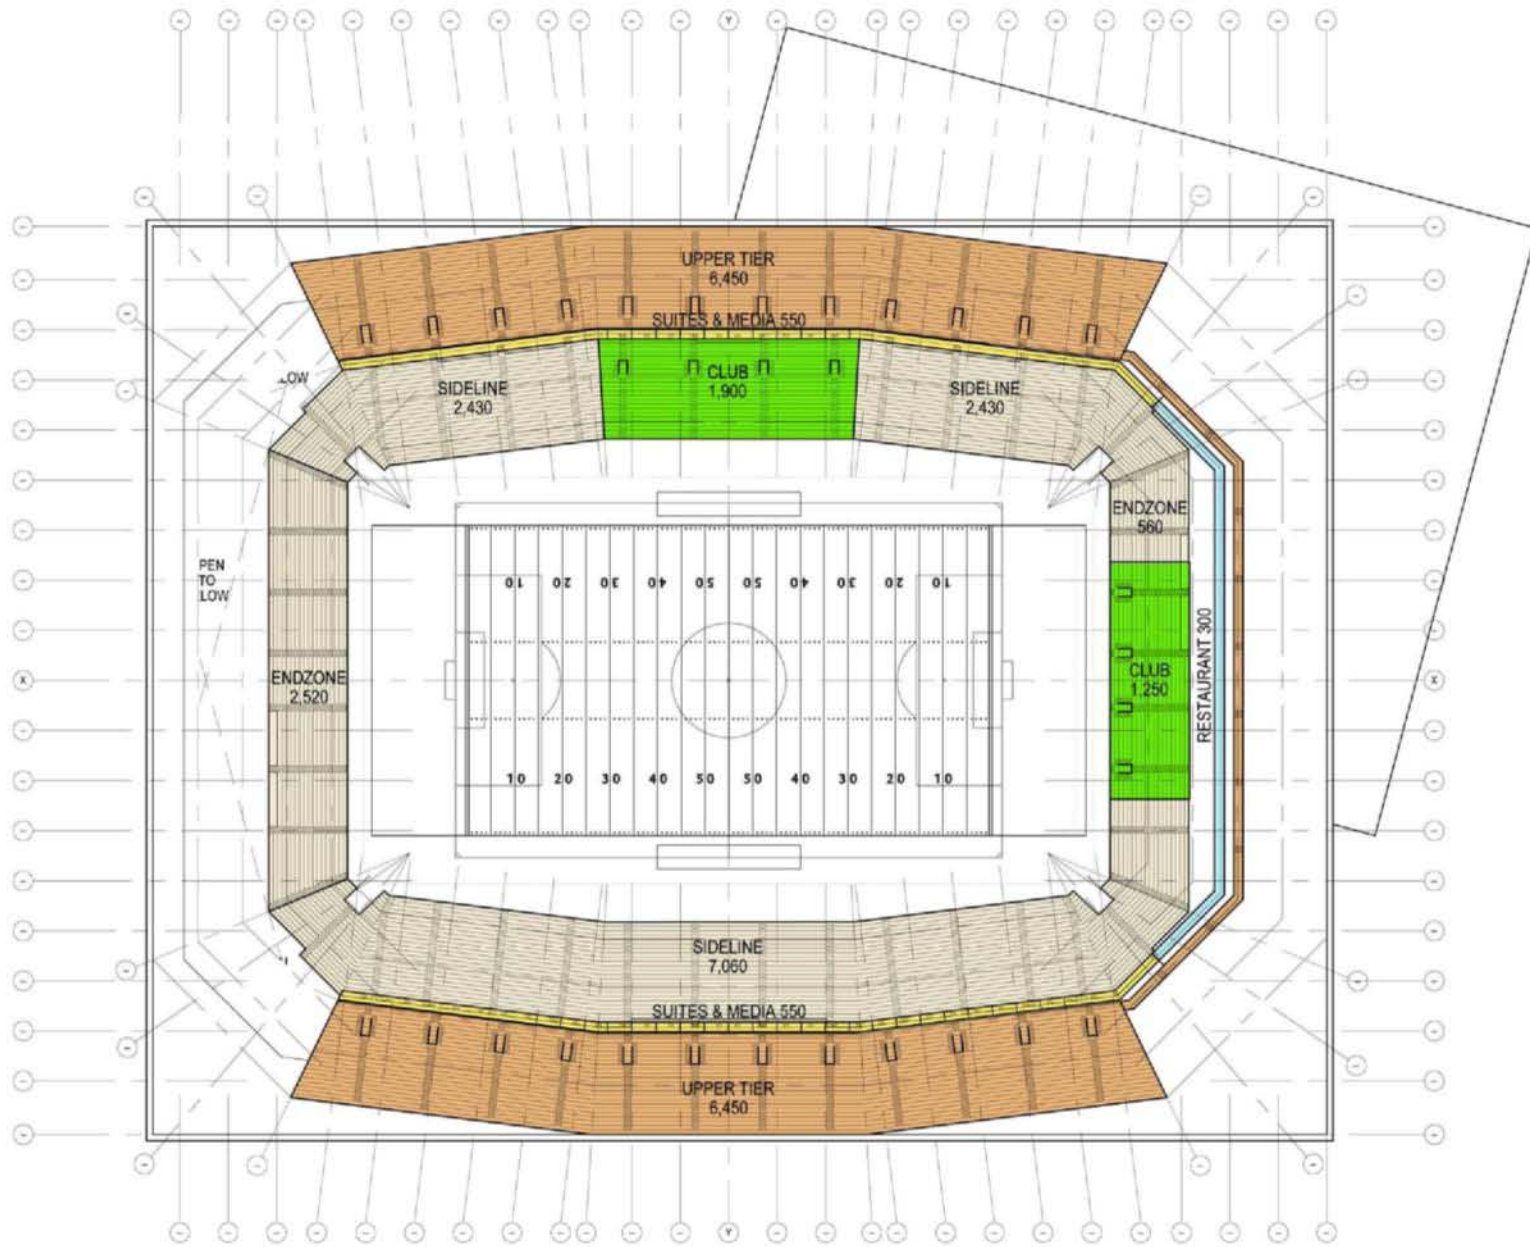 Y
UPPER TIER
6,450
SUITES & MEDIA 550
LOW
SIDELINE
2,430
CLUB
1,900
SIDELINE
2,430
ENDZONE
560
PEN
TO
LOW
10 20 30 40 50 50 40 30 20 10
RESTAURANT 300
X
ENDZONE
2,520
CLUB
1,250
X
10 20 30 40 50 50 40 30 20 10
SIDELINE
7,060
SUITES & MEDIA 550
UPPER TIER
6,450
Y